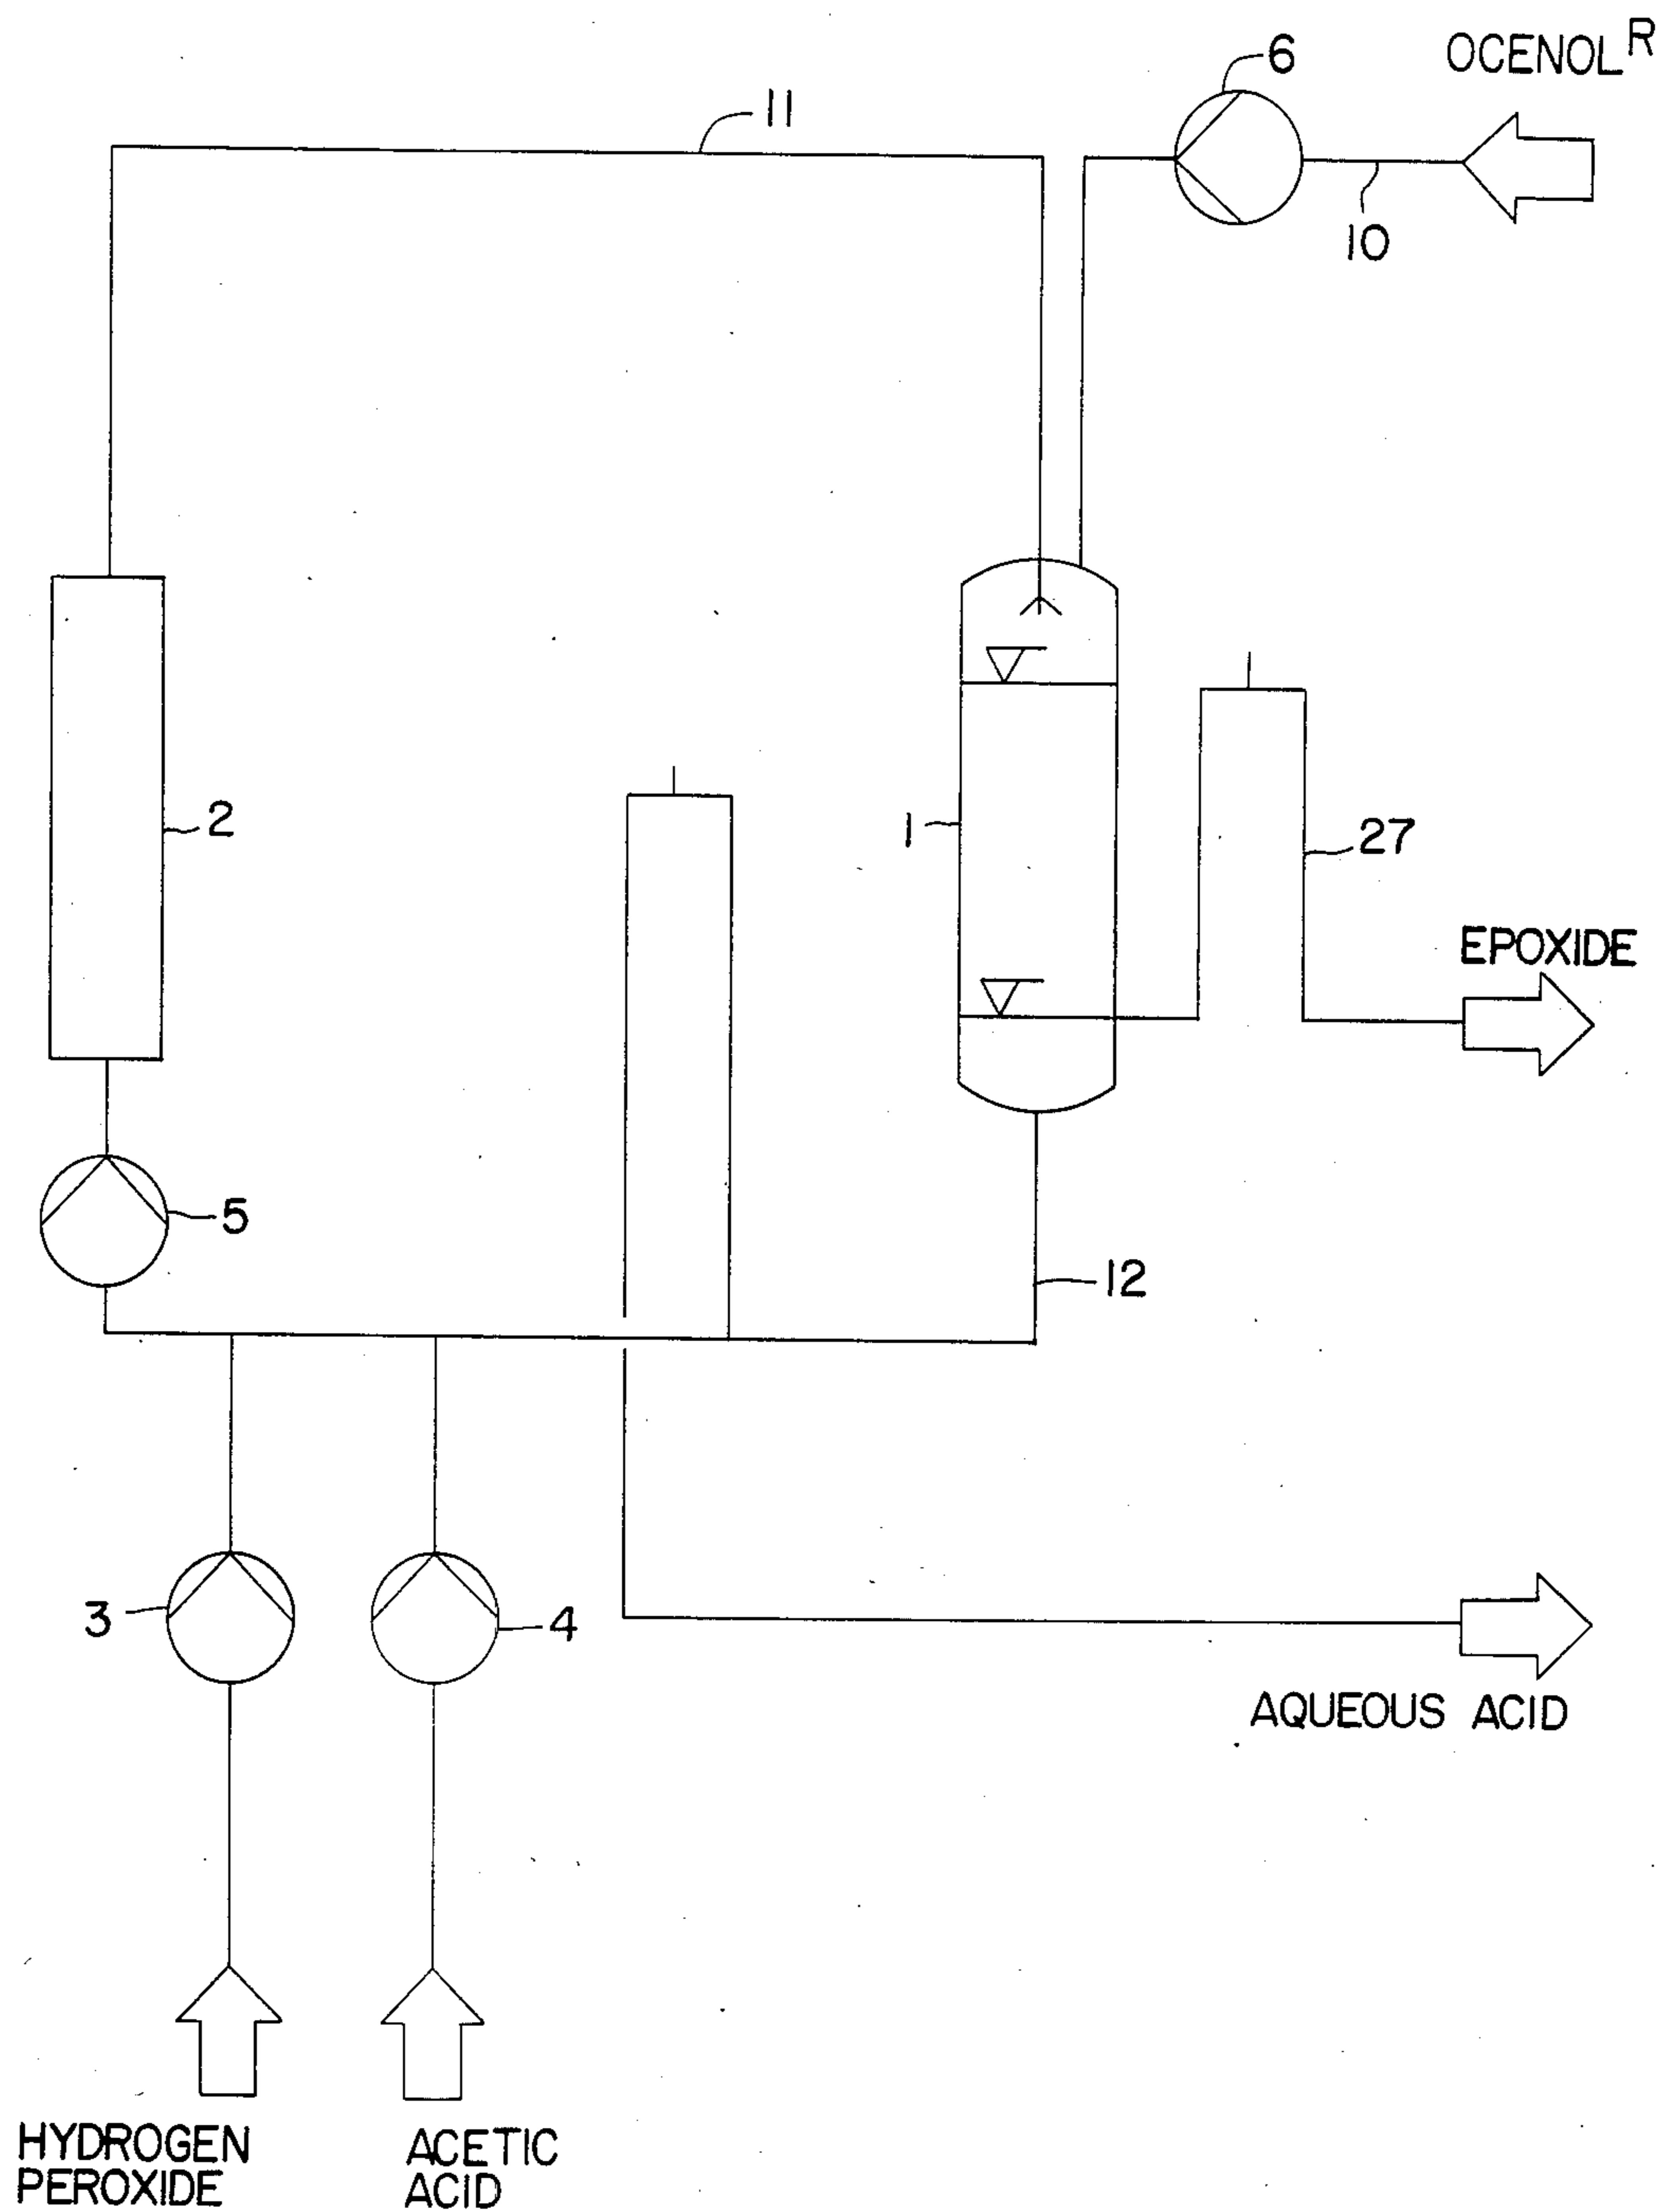 6
OCENOL R
11
10
2
1
27
EPOXIDE
5
12
3
4
AQUEOUS ACID
HYDROGEN
PEROXIDE
ACETIC
ACID